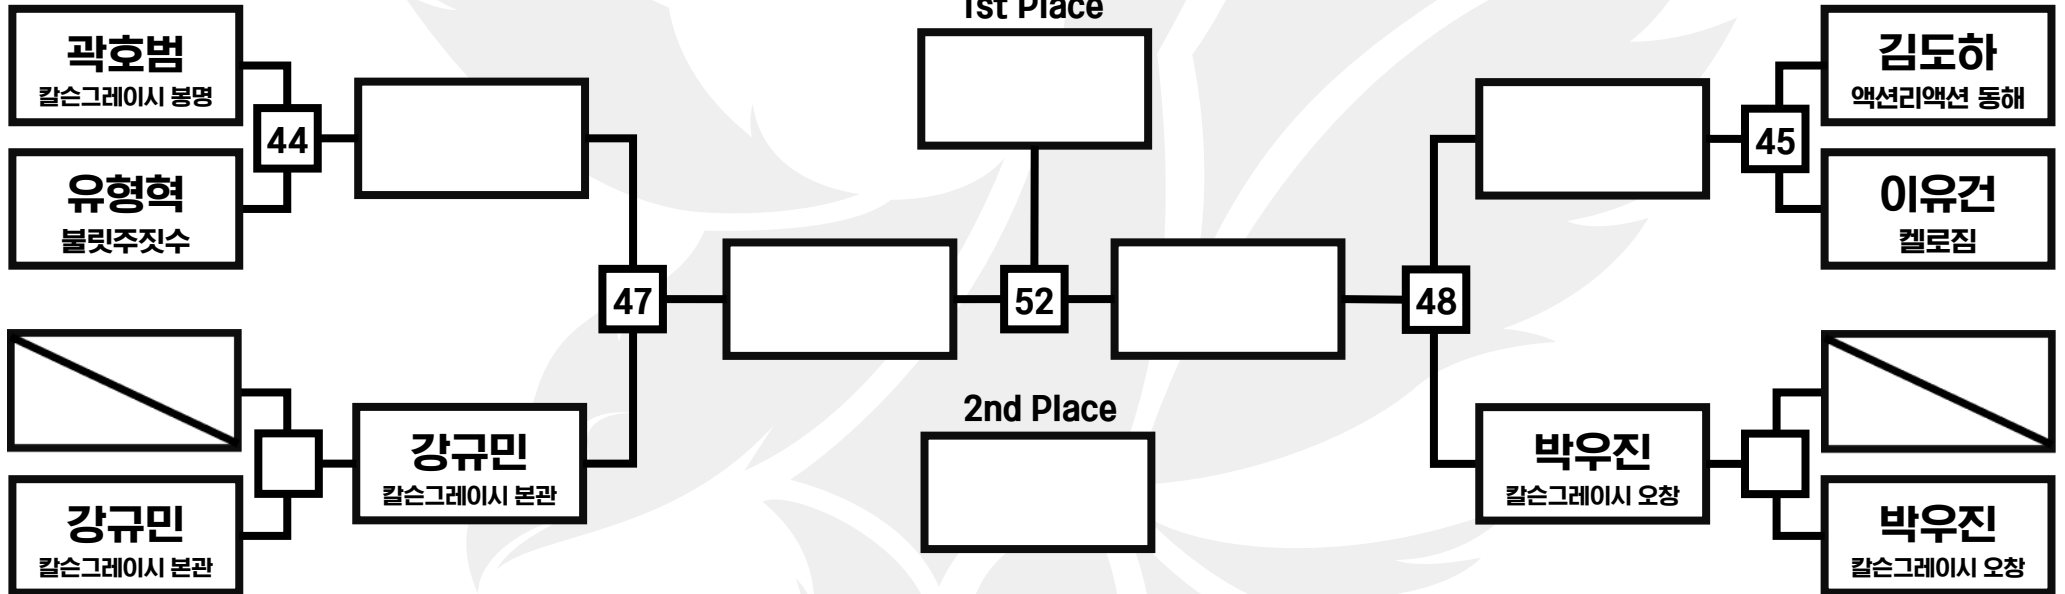 1st Place
곽호범
칼슨그레이시 봉명
44
유형혁
불릿주짓수
47
강규민
칼슨그레이시 본관
강규민
칼슨그레이시 본관
52
2nd Place
김도하
액션리액션 동해
45
이유건
켈로짐
48
박우진
칼슨그레이시 오창
박우진
칼슨그레이시 오창